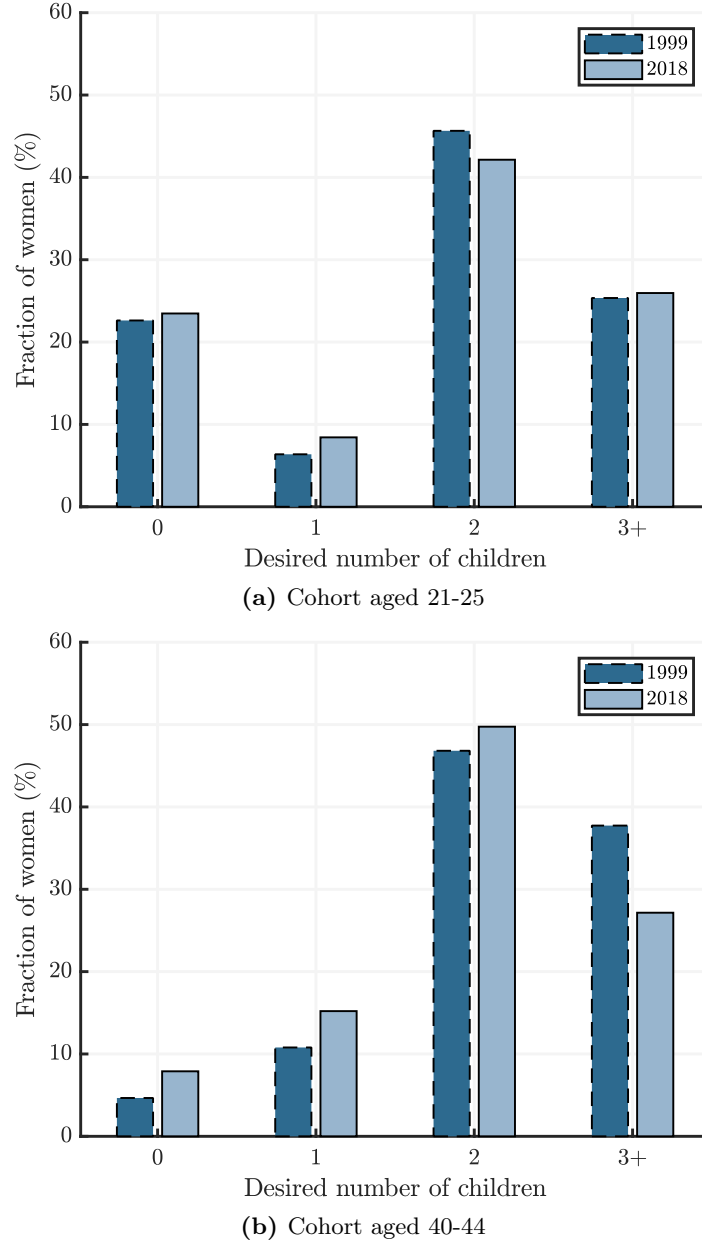 60
50
40
30
20
10
0
Fraction of women (%)
1999
2018
0 1 2 3+
Desired number of children
(a) Cohort aged 21-25
60
50
40
30
20
10
0
Fraction of women (%)
1999
2018
0 1 2 3+
Desired number of children
(b) Cohort aged 40-44